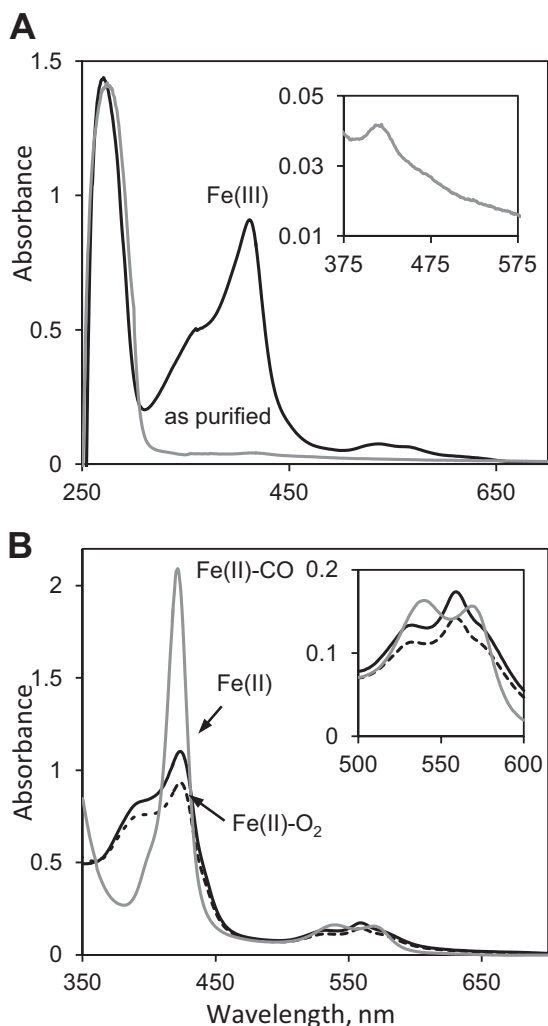 A
1.5
1
0.5
0
Absorbance
Fe(III)
as purified
250
450
650
0.05
0.03
0.01
375
475
575
B
2
1.5
1
0.5
0
Absorbance
Fe(II)-CO
Fe(II)
Fe(II)-O₂
0.2
0.1
0
500
550
600
350
450
550
650
Wavelength, nm